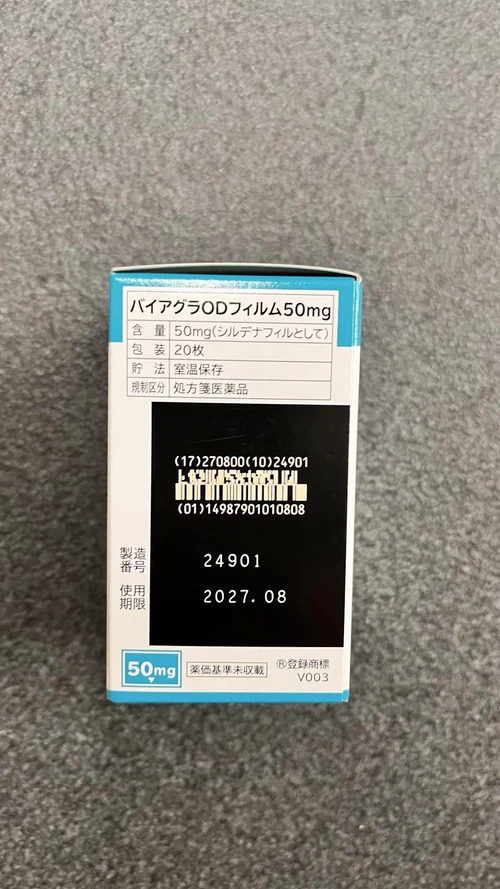 バイアグラODフィルム50mg
含 量 50mg(シルデナフィルとして)
包 装 20枚
貯 法 室温保存
規制区分 処方箋医薬品
(17)270800(10)24901
(01)14987901010808
製造番号 24901
使用期限 2027.08
50mg
薬価基準未収載
®登録商標
V003